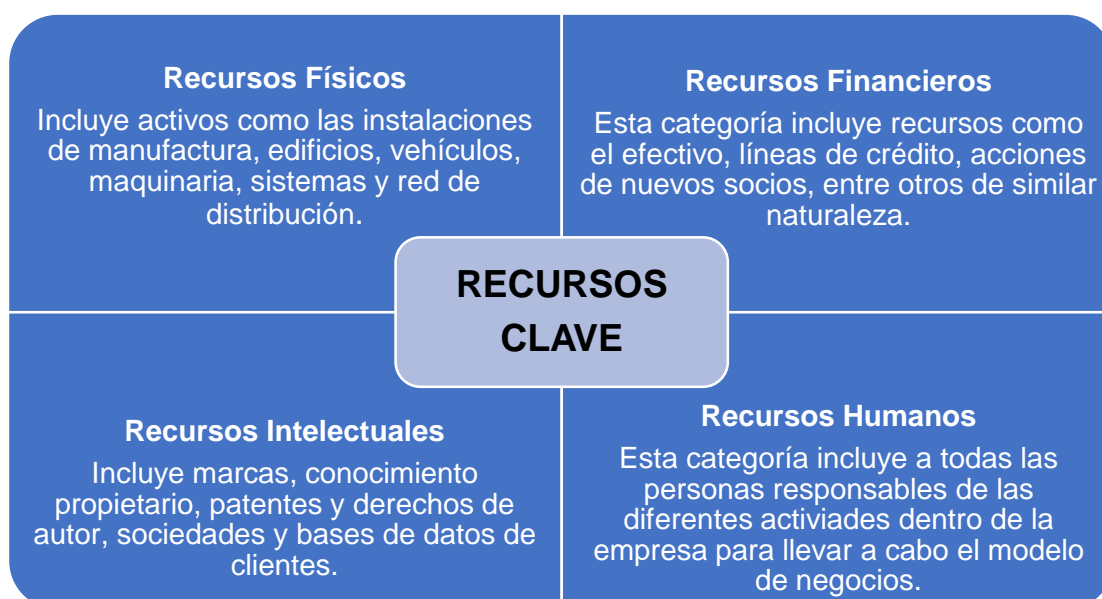 Recursos Físicos
Incluye activos como las instalaciones
de manufactura, edificios, vehículos,
maquinaria, sistemas y red de
distribución.
Recursos Financieros
Esta categoría incluye recursos como
el efectivo, líneas de crédito, acciones
de nuevos socios, entre otros de similar
naturaleza.
RECURSOS
CLAVE
Recursos Intelectuales
Incluye marcas, conocimiento
propietario, patentes y derechos de
autor, sociedades y bases de datos de
clientes.
Recursos Humanos
Esta categoría incluye a todas las
personas responsables de las
diferentes activiades dentro de la
empresa para llevar a cabo el modelo
de negocios.